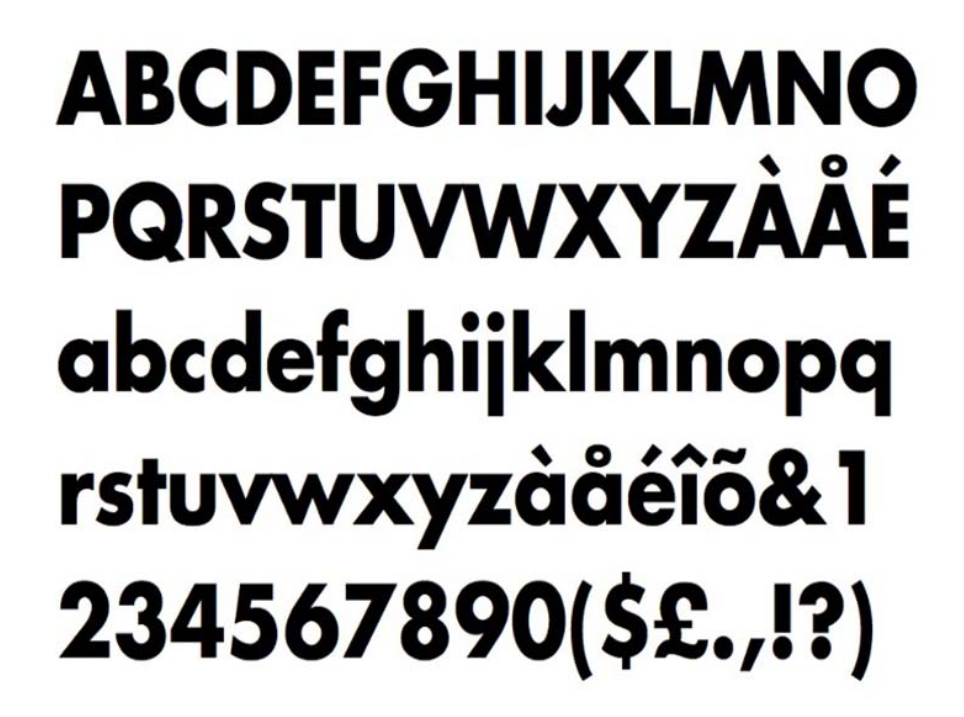 ABCDEFGHIJKLMNO
PQRSTUVWXYZÀÅÉ
abcdefghijklmnopq
rstuvwxyzàåéîõ&1
234567890($£.,!?)